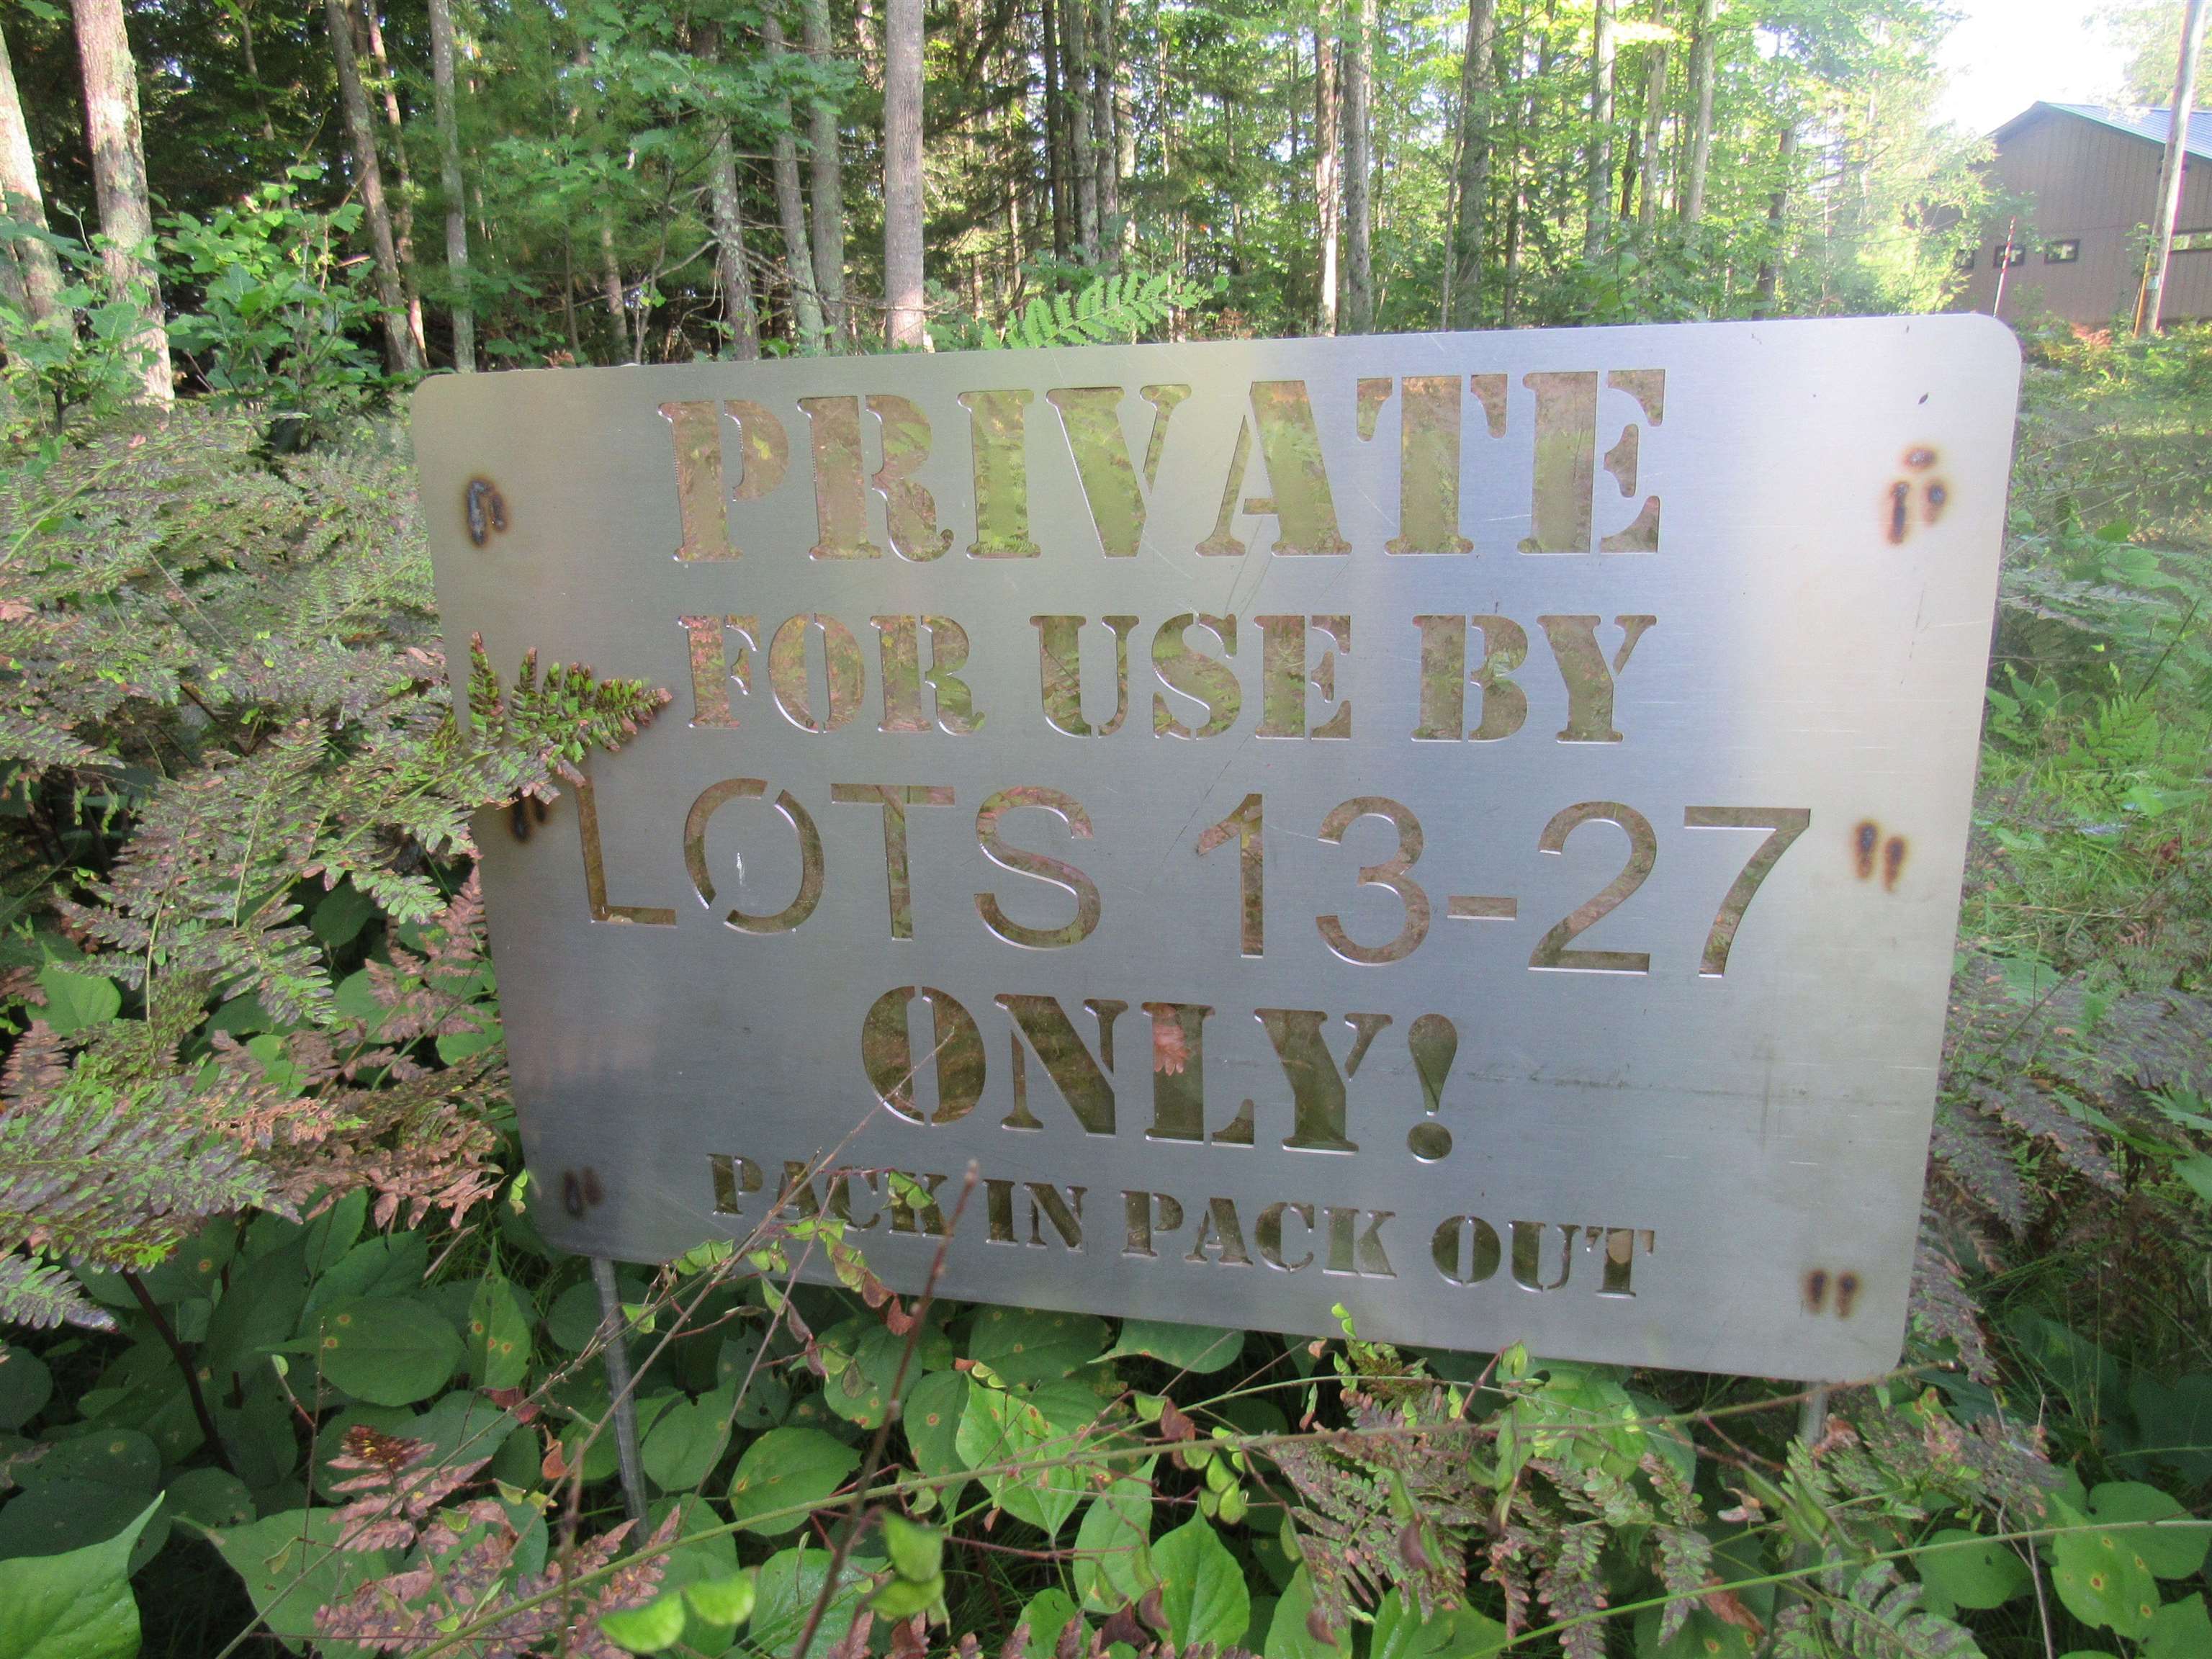 PRIVATE
FOR USE BY
LOTS 13-27
ONLY!
PACK IN PACK OUT